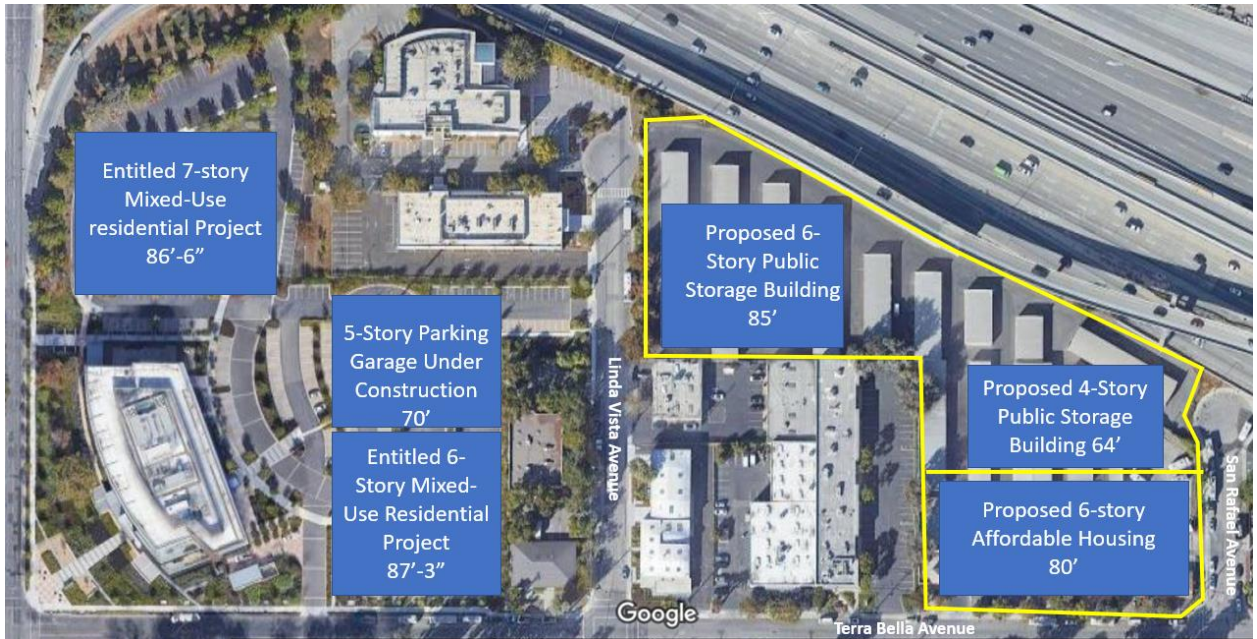 Entitled 7-story
Mixed-Use
residential Project
86’-6”
5-Story Parking
Garage Under
Construction
70’
Entitled 6-
Story Mixed-
Use Residential
Project
87’-3”
Linda Vista Avenue
Proposed 6-
Story Public
Storage Building
85’
Proposed 4-Story
Public Storage
Building 64’
Proposed 6-story
Affordable Housing
80’
San Rafael Avenue
Google
Terra Bella Avenue